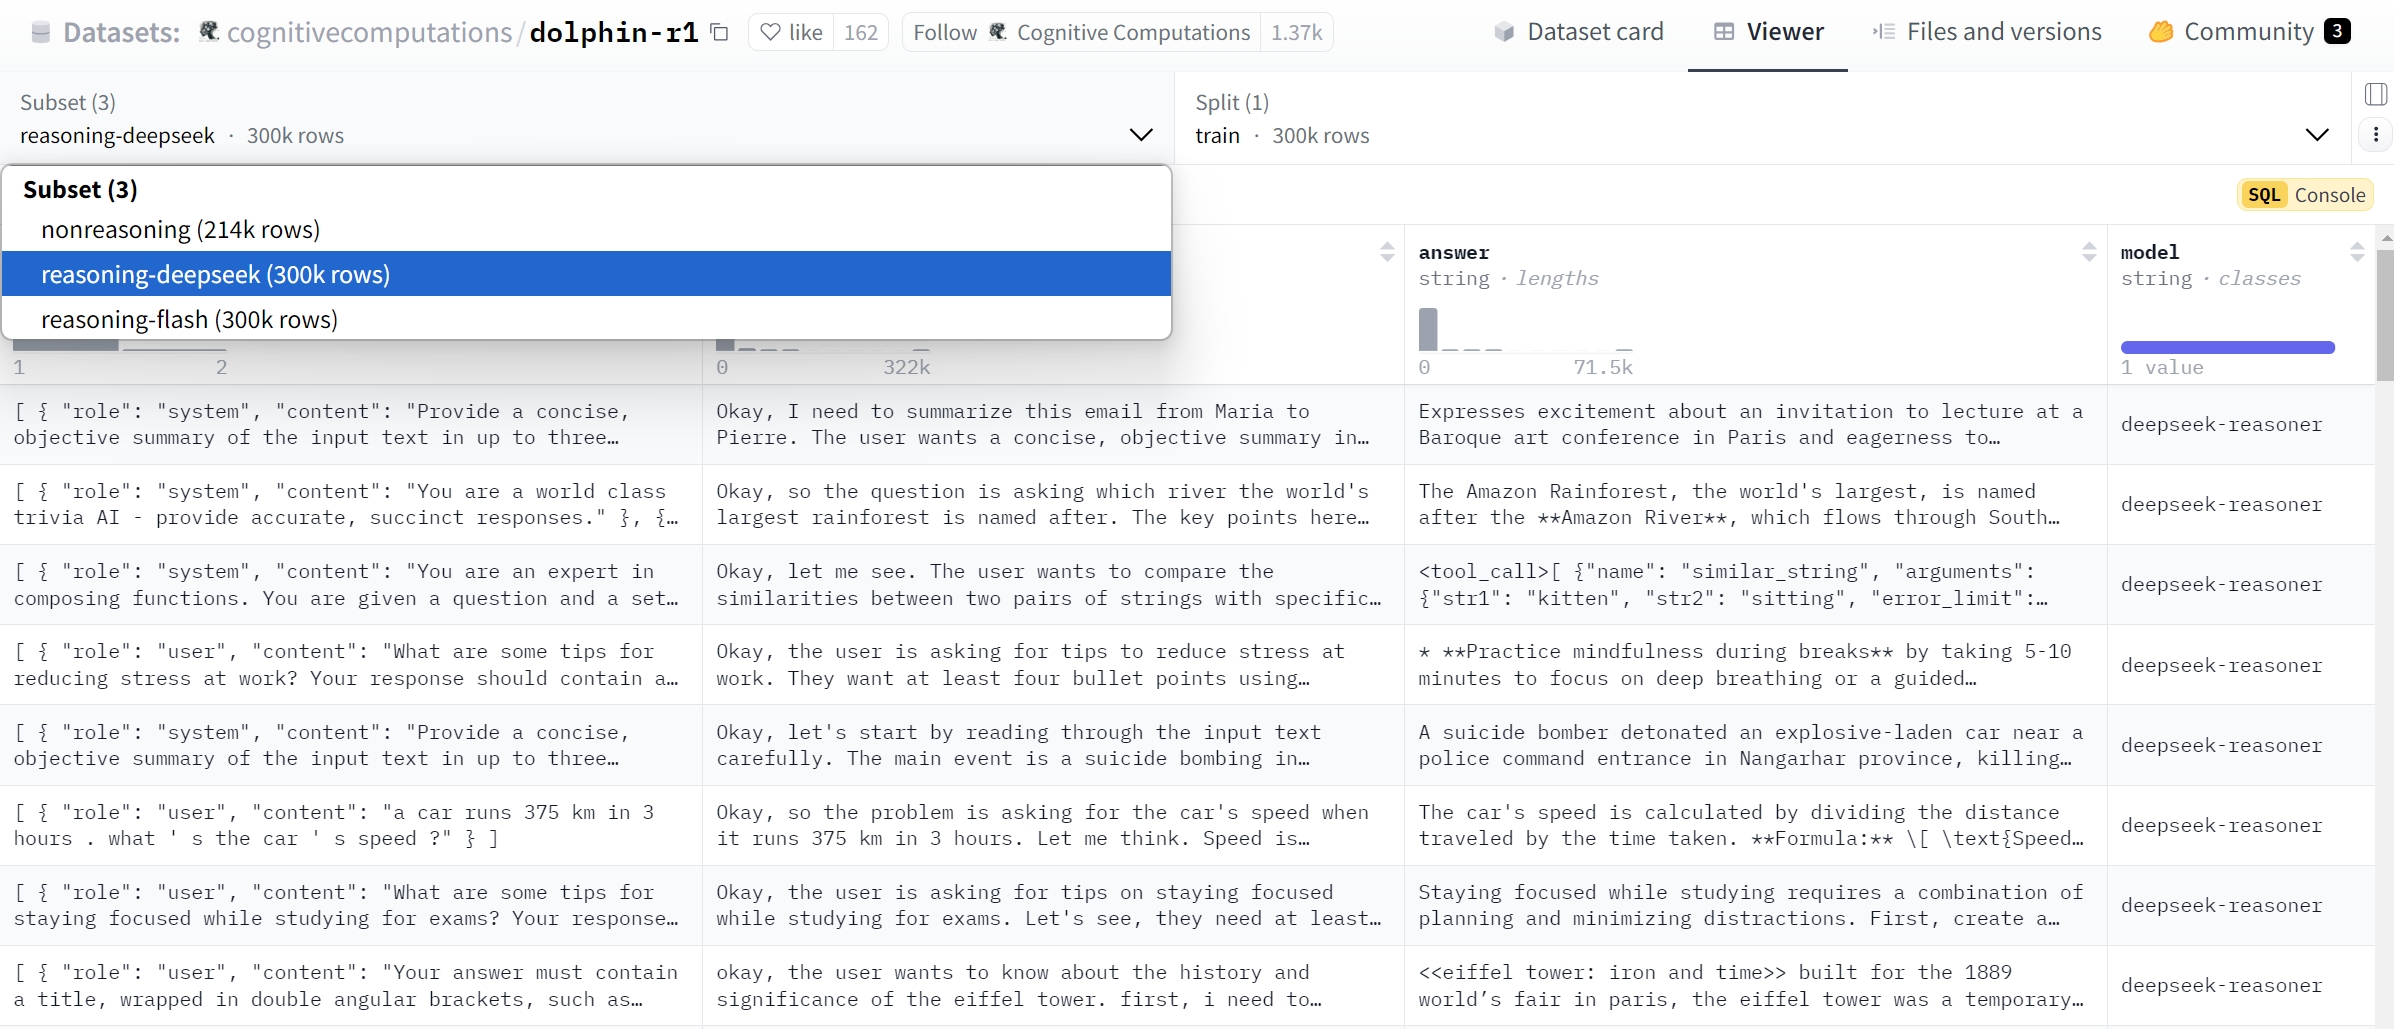 Datasets: cognitivecomputations/dolphin-r1 like 162 Follow Cognitive Computations 1.37k Dataset card Viewer Files and versions Community 3
Subset (3)
reasoning-deepseek · 300k rows
Split (1)
train · 300k rows
Subset (3)
nonreasoning (214k rows)
reasoning-deepseek (300k rows)
reasoning-flash (300k rows)
SQL Console
answer
string · lengths
model
string · classes
1 2
0 322k
0 71.5k
1 value
[ { "role": "system", "content": "Provide a concise,
objective summary of the input text in up to three…
Okay, I need to summarize this email from Maria to
Pierre. The user wants a concise, objective summary in…
Expresses excitement about an invitation to lecture at a
Baroque art conference in Paris and eagerness to…
deepseek-reasoner
[ { "role": "system", "content": "You are a world class
trivia AI - provide accurate, succinct responses." }, {…
Okay, so the question is asking which river the world's
largest rainforest is named after. The key points here…
The Amazon Rainforest, the world's largest, is named
after the **Amazon River**, which flows through South…
deepseek-reasoner
[ { "role": "system", "content": "You are an expert in
composing functions. You are given a question and a set…
Okay, let me see. The user wants to compare the
similarities between two pairs of strings with specific…
<tool_call>[ {"name": "similar_string", "arguments":
{"str1": "kitten", "str2": "sitting", "error_limit":…
deepseek-reasoner
[ { "role": "user", "content": "What are some tips for
reducing stress at work? Your response should contain a…
Okay, the user is asking for tips to reduce stress at
work. They want at least four bullet points using…
* **Practice mindfulness during breaks** by taking 5-10
minutes to focus on deep breathing or a guided…
deepseek-reasoner
[ { "role": "system", "content": "Provide a concise,
objective summary of the input text in up to three…
Okay, let's start by reading through the input text
carefully. The main event is a suicide bombing in…
A suicide bomber detonated an explosive-laden car near a
police command entrance in Nangarhar province, killing…
deepseek-reasoner
[ { "role": "user", "content": "a car runs 375 km in 3
hours . what ' s the car ' s speed ?" } ]
Okay, so the problem is asking for the car's speed when
it runs 375 km in 3 hours. Let me think. Speed is…
The car's speed is calculated by dividing the distance
traveled by the time taken. **Formula:** \[ \text{Speed…
deepseek-reasoner
[ { "role": "user", "content": "What are some tips for
staying focused while studying for exams? Your response…
Okay, the user is asking for tips on staying focused
while studying for exams. Let's see, they need at least…
Staying focused while studying requires a combination of
planning and minimizing distractions. First, create a…
deepseek-reasoner
[ { "role": "user", "content": "Your answer must contain
a title, wrapped in double angular brackets, such as…
okay, the user wants to know about the history and
significance of the eiffel tower. first, i need to…
<<eiffel tower: iron and time>> built for the 1889
world’s fair in paris, the eiffel tower was a temporary…
deepseek-reasoner